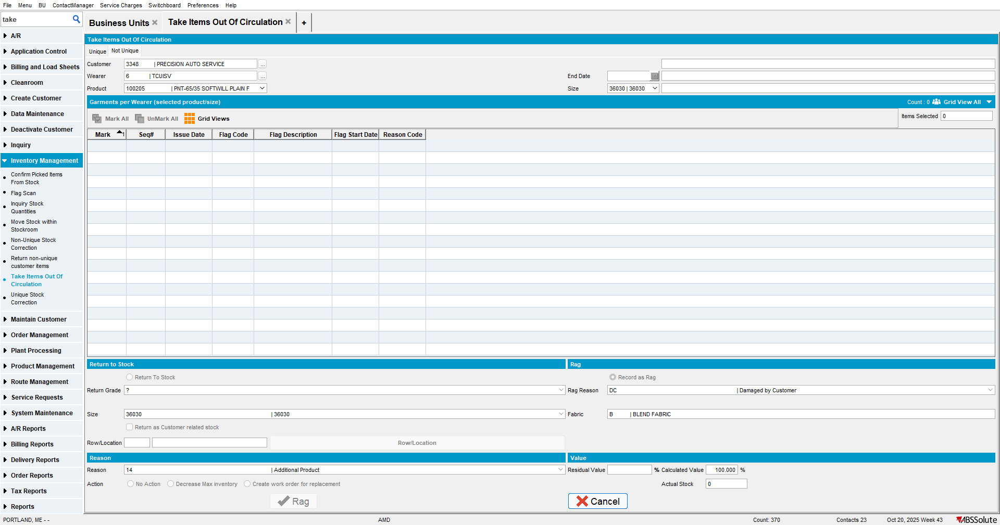 File Menu BU ContactManager Service Charges Switchboard Preferences Help
take
Business Units
Take Items Out Of Circulation
+
A/R
Application Control
Billing and Load Sheets
Cleanroom
Create Customer
Data Maintenance
Deactivate Customer
Inquiry
Inventory Management
Confirm Picked Items
From Stock
Flag Scan
Inquiry Stock
Quantities
Move Stock within
Stockroom
Non-Unique Stock
Correction
Return non-unique
customer items
Take Items Out Of
Circulation
Unique Stock
Correction
Maintain Customer
Order Management
Plant Processing
Product Management
Route Management
Service Requests
System Maintenance
A/R Reports
Billing Reports
Delivery Reports
Order Reports
Tax Reports
Reports
Take Items Out Of Circulation
Unique Not Unique
Customer 3348 | PRECISION AUTO SERVICE ...
Wearer 6 | TCUISV ... End Date 16
Product 100205 | PNT-65/35 SOFTWILL PLAIN F Size 36030 | 36030
Garments per Wearer (selected product/size) Count : 0 Grid View All
Mark All UnMark All Grid Views Items Selected 0
Mark 1 Seq# Issue Date Flag Code Flag Description Flag Start Date Reason Code
Return to Stock Rag
Return To Stock Record as Rag
Return Grade ? Rag Reason DC | Damaged by Customer
Size 36030 | 36030 Fabric B | BLEND FABRIC
Return as Customer related stock
Row/Location Row/Location
Reason Value
Reason 14 | Additional Product Residual Value % Calculated Value 100.000 %
Action No Action Decrease Max inventory Create work order for replacement Actual Stock 0
Rag Cancel
PORTLAND, ME - - AMD Count: 370 Contacts 23 Oct 20, 2025 Week 43 ABSSolute